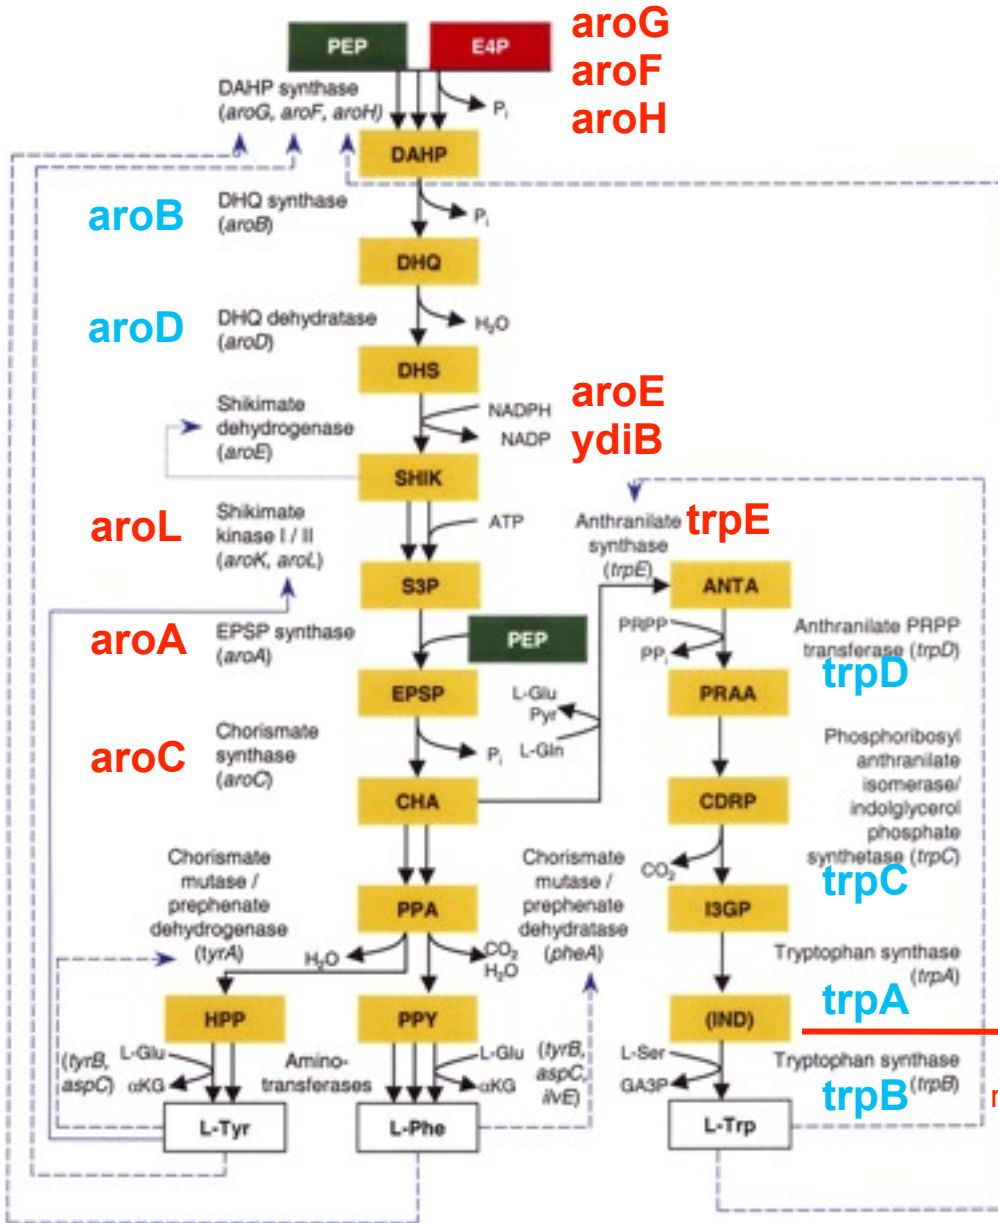 PEP
E4P
aroG
aroF
aroH
DAHP synthase
(aroG, aroF, aroH)
Pi
DAHP
aroB
DHQ synthase
(aroB)
Pi
DHQ
aroD
DHQ dehydratase
(aroD)
H2O
DHS
Shikimate
dehydrogenase
(aroE)
NADPH
NADP
aroE
ydiB
SHIK
aroL
Shikimate
kinase I / II
(aroK, aroL)
ATP
Anthranilate
synthase
(trpE)
trpE
S3P
ANTA
aroA
EPSP synthase
(aroA)
PEP
PRPP
PPi
Anthranilate PRPP
transferase (trpD)
trpD
EPSP
PRAA
L-Glu
Pyr
L-Gln
aroC
Chorismate
synthase
(aroC)
Pi
Phosphoribosyl
anthranilate
isomerase/
indolglycerol
phosphate
synthetase (trpC)
trpC
CHA
CDRP
CO2
Chorismate
mutase /
prephenate
dehydrogenase
(tyrA)
Chorismate
mutase /
prephenate
dehydratase
(pheA)
PPA
I3GP
H2O
CO2
H2O
Tryptophan synthase
(trpA)
trpA
HPP
PPY
(IND)
(tyrB,
aspC)
L-Glu
αKG
Amino-
transferases
L-Glu
αKG
(tyrB,
aspC,
ilvE)
L-Ser
GA3P
Tryptophan synthase
(trpB)
trpB
L-Tyr
L-Phe
L-Trp